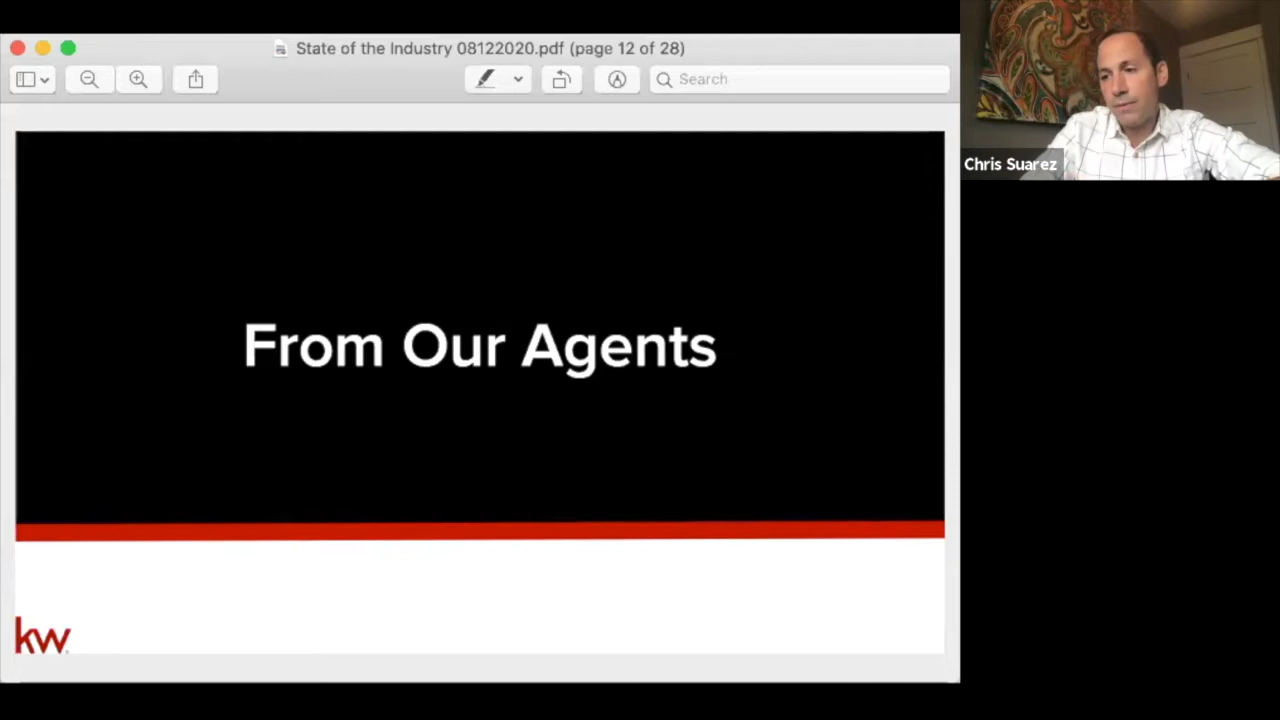 State of the Industry 08122020.pdf (page 12 of 28)
Search
Chris Suarez
From Our Agents
kw